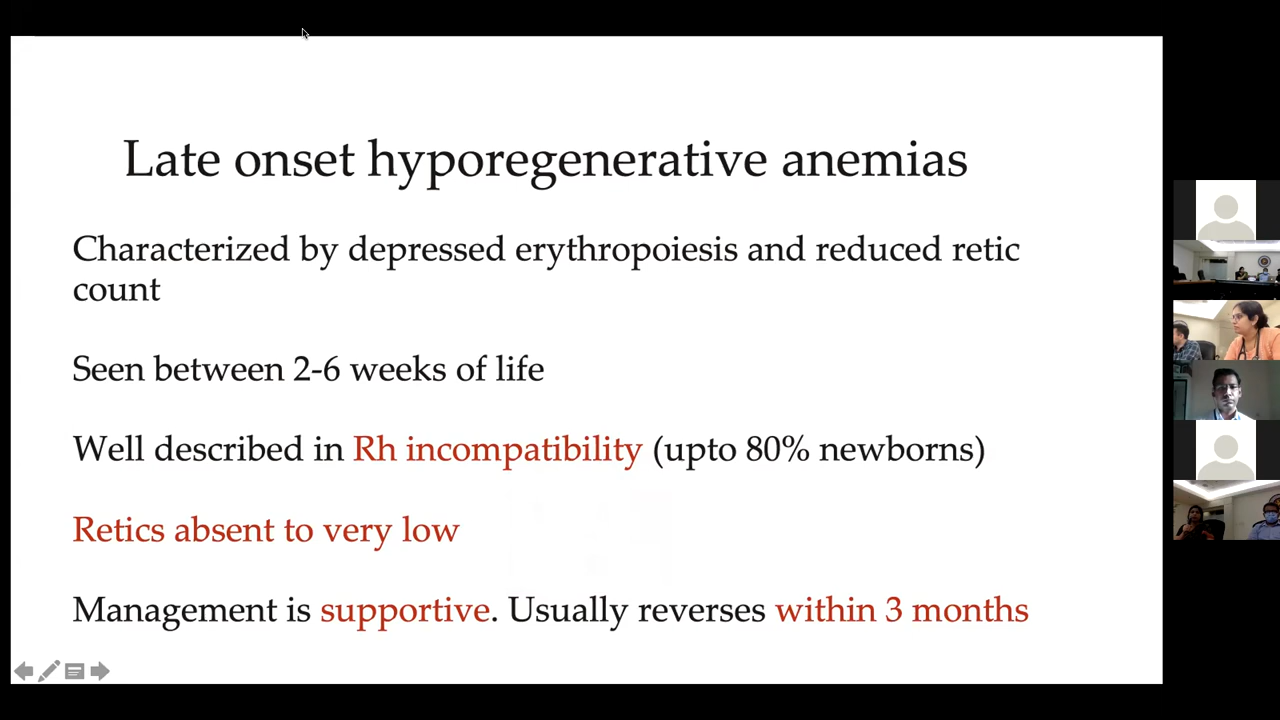 Late onset hyporegenerative anemias
Characterized by depressed erythropoiesis and reduced retic
count
Seen between 2-6 weeks of life
Well described in Rh incompatibility (upto 80% newborns)
Retics absent to very low
Management is supportive. Usually reverses within 3 months